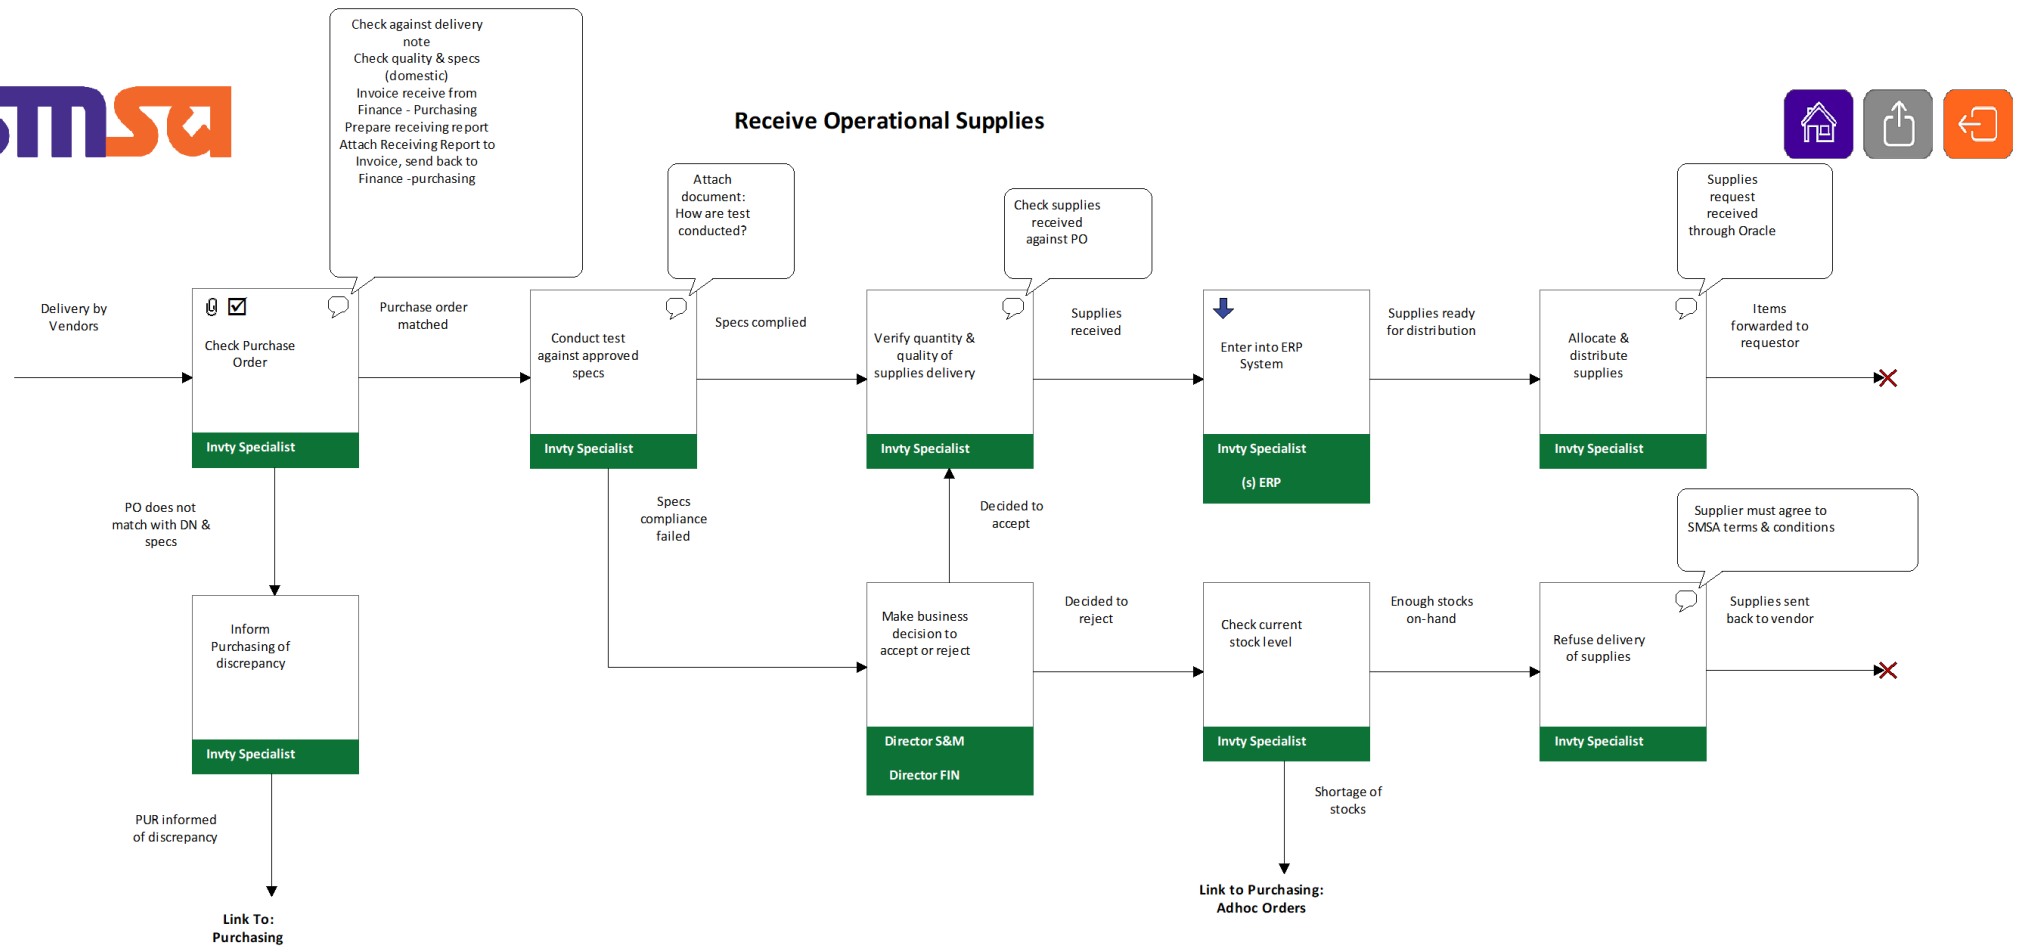 Check against delivery
note
Check quality & specs
(domestic)
Invoice receive from
Finance - Purchasing
Prepare receiving report
Attach Receiving Report to
Invoice, send back to
Finance -purchasing
smsa
Receive Operational Supplies
Attach
document:
How are test
conducted?
Check supplies
received
against PO
Supplies
request
received
through Oracle
Delivery by
Vendors
Check Purchase
Order
Invty Specialist
Purchase order
matched
Conduct test
against approved
specs
Invty Specialist
Specs complied
Verify quantity &
quality of
supplies delivery
Invty Specialist
Supplies
received
Enter into ERP
System
Invty Specialist
(s) ERP
Supplies ready
for distribution
Allocate &
distribute
supplies
Invty Specialist
Items
forwarded to
requestor
PO does not
match with DN &
specs
Specs
compliance
failed
Decided to
accept
Supplier must agree to
SMSA terms & conditions
Inform
Purchasing of
discrepancy
Invty Specialist
Make business
decision to
accept or reject
Director S&M
Director FIN
Decided to
reject
Check current
stock level
Invty Specialist
Enough stocks
on-hand
Refuse delivery
of supplies
Invty Specialist
Supplies sent
back to vendor
PUR informed
of discrepancy
Shortage of
stocks
Link To:
Purchasing
Link to Purchasing:
Adhoc Orders